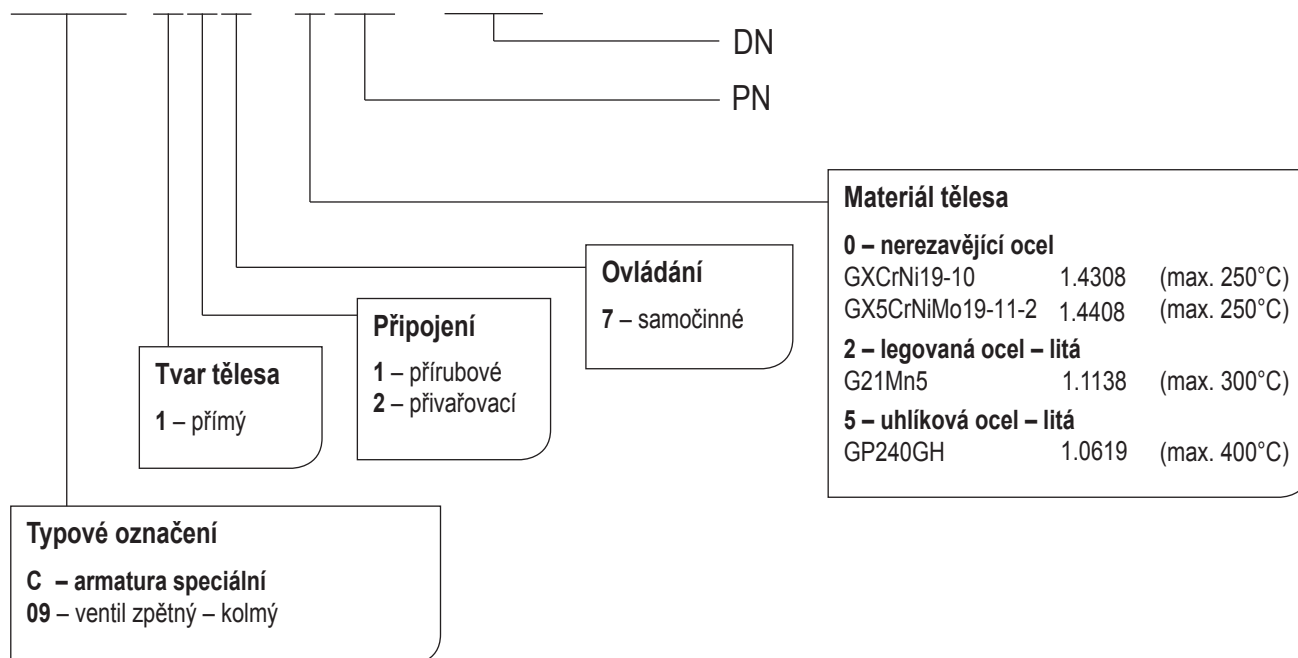 DN
PN
Materiál tělesa
0 – nerezavějící ocel
GXCrNi19-10 1.4308 (max. 250°C)
GX5CrNiMo19-11-2 1.4408 (max. 250°C)
2 – legovaná ocel – litá
G21Mn5 1.1138 (max. 300°C)
5 – uhlíková ocel – litá
GP240GH 1.0619 (max. 400°C)
Ovládání
7 – samočinné
Připojení
1 – přírubové
2 – přivařovací
Tvar tělesa
1 – přímý
Typové označení
C – armatura speciální
09 – ventil zpětný – kolmý